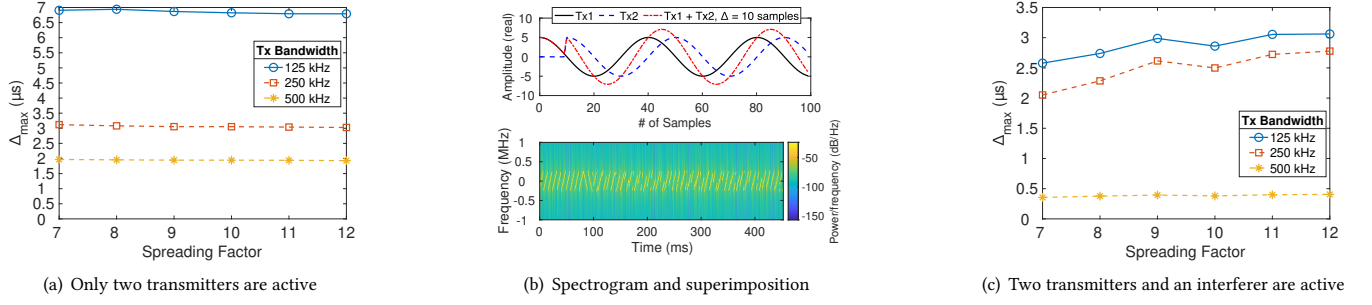 7
6
5
4
3.5
3
2.5
2
1.5
1
0.5
0
Δmax (µs)
Tx Bandwidth
125 kHz
250 kHz
500 kHz
7 8 9 10 11 12
Spreading Factor
(a) Only two transmitters are active
Tx1 Tx2 Tx1 + Tx2, Δ = 10 samples
Amplitude (real)
10
5
0
-5
-10
0 20 40 60 80 100
# of Samples
Frequency (MHz)
1
0.5
0
-0.5
-1
0 100 200 300 400
Time (ms)
-50
-100
-150
Power/frequency (dB/Hz)
(b) Spectrogram and superimposition
Δmax (µs)
3.5
3
2.5
2
1.5
1
0.5
0
Tx Bandwidth
125 kHz
250 kHz
500 kHz
7 8 9 10 11 12
Spreading Factor
(c) Two transmitters and an interferer are active